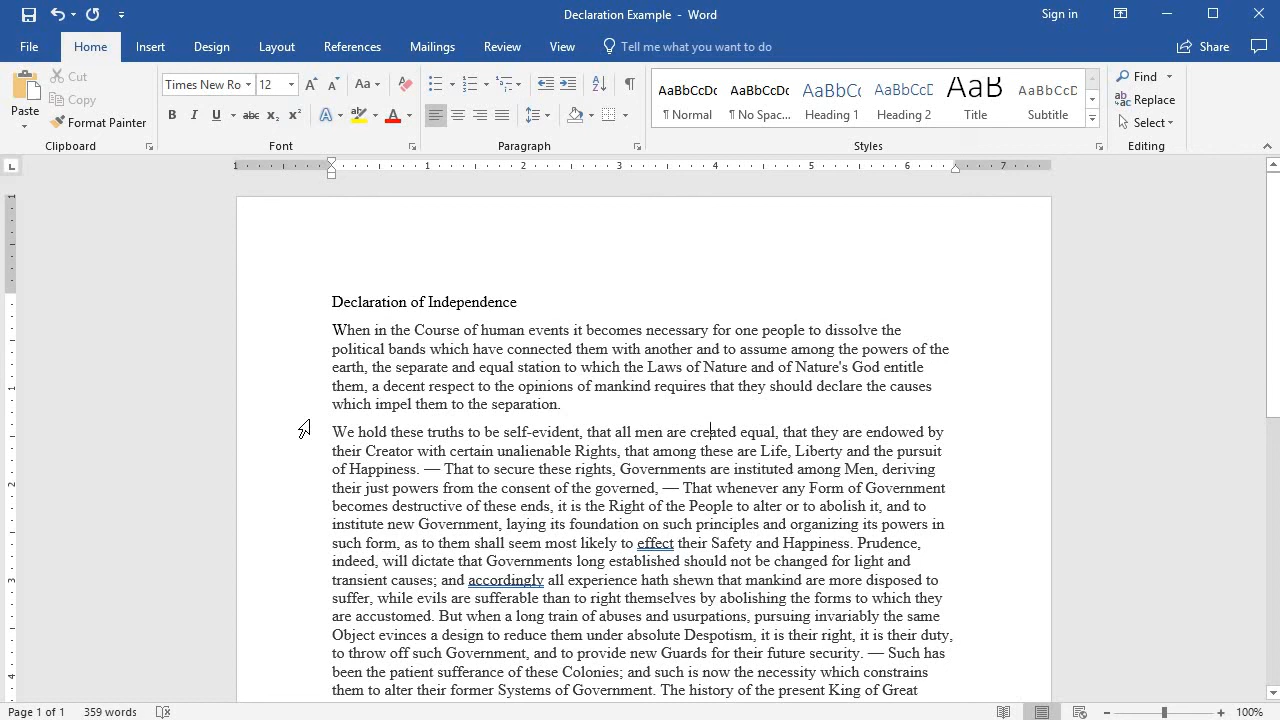 Declaration Example - Word
Sign in
File Home Insert Design Layout References Mailings Review View Tell me what you want to do Share
Paste
Cut
Copy
Format Painter
Clipboard
Times New Ro 12
Aa
B I U abc X₂ X² A A
Font
Paragraph
AaBbCcDc AaBbCcDc AaBbCc AaBbCcD AaB AaBbCcD
¶ Normal ¶ No Spac... Heading 1 Heading 2 Title Subtitle
Styles
Find
Replace
Select
Editing
1 1 2 3 4 5 6 7
1
1
2
3
4
Declaration of Independence
When in the Course of human events it becomes necessary for one people to dissolve the
political bands which have connected them with another and to assume among the powers of the
earth, the separate and equal station to which the Laws of Nature and of Nature's God entitle
them, a decent respect to the opinions of mankind requires that they should declare the causes
which impel them to the separation.
We hold these truths to be self-evident, that all men are created equal, that they are endowed by
their Creator with certain unalienable Rights, that among these are Life, Liberty and the pursuit
of Happiness. — That to secure these rights, Governments are instituted among Men, deriving
their just powers from the consent of the governed, — That whenever any Form of Government
becomes destructive of these ends, it is the Right of the People to alter or to abolish it, and to
institute new Government, laying its foundation on such principles and organizing its powers in
such form, as to them shall seem most likely to effect their Safety and Happiness. Prudence,
indeed, will dictate that Governments long established should not be changed for light and
transient causes; and accordingly all experience hath shewn that mankind are more disposed to
suffer, while evils are sufferable than to right themselves by abolishing the forms to which they
are accustomed. But when a long train of abuses and usurpations, pursuing invariably the same
Object evinces a design to reduce them under absolute Despotism, it is their right, it is their duty,
to throw off such Government, and to provide new Guards for their future security. — Such has
been the patient sufferance of these Colonies; and such is now the necessity which constrains
them to alter their former Systems of Government. The history of the present King of Great
Page 1 of 1 359 words 100%